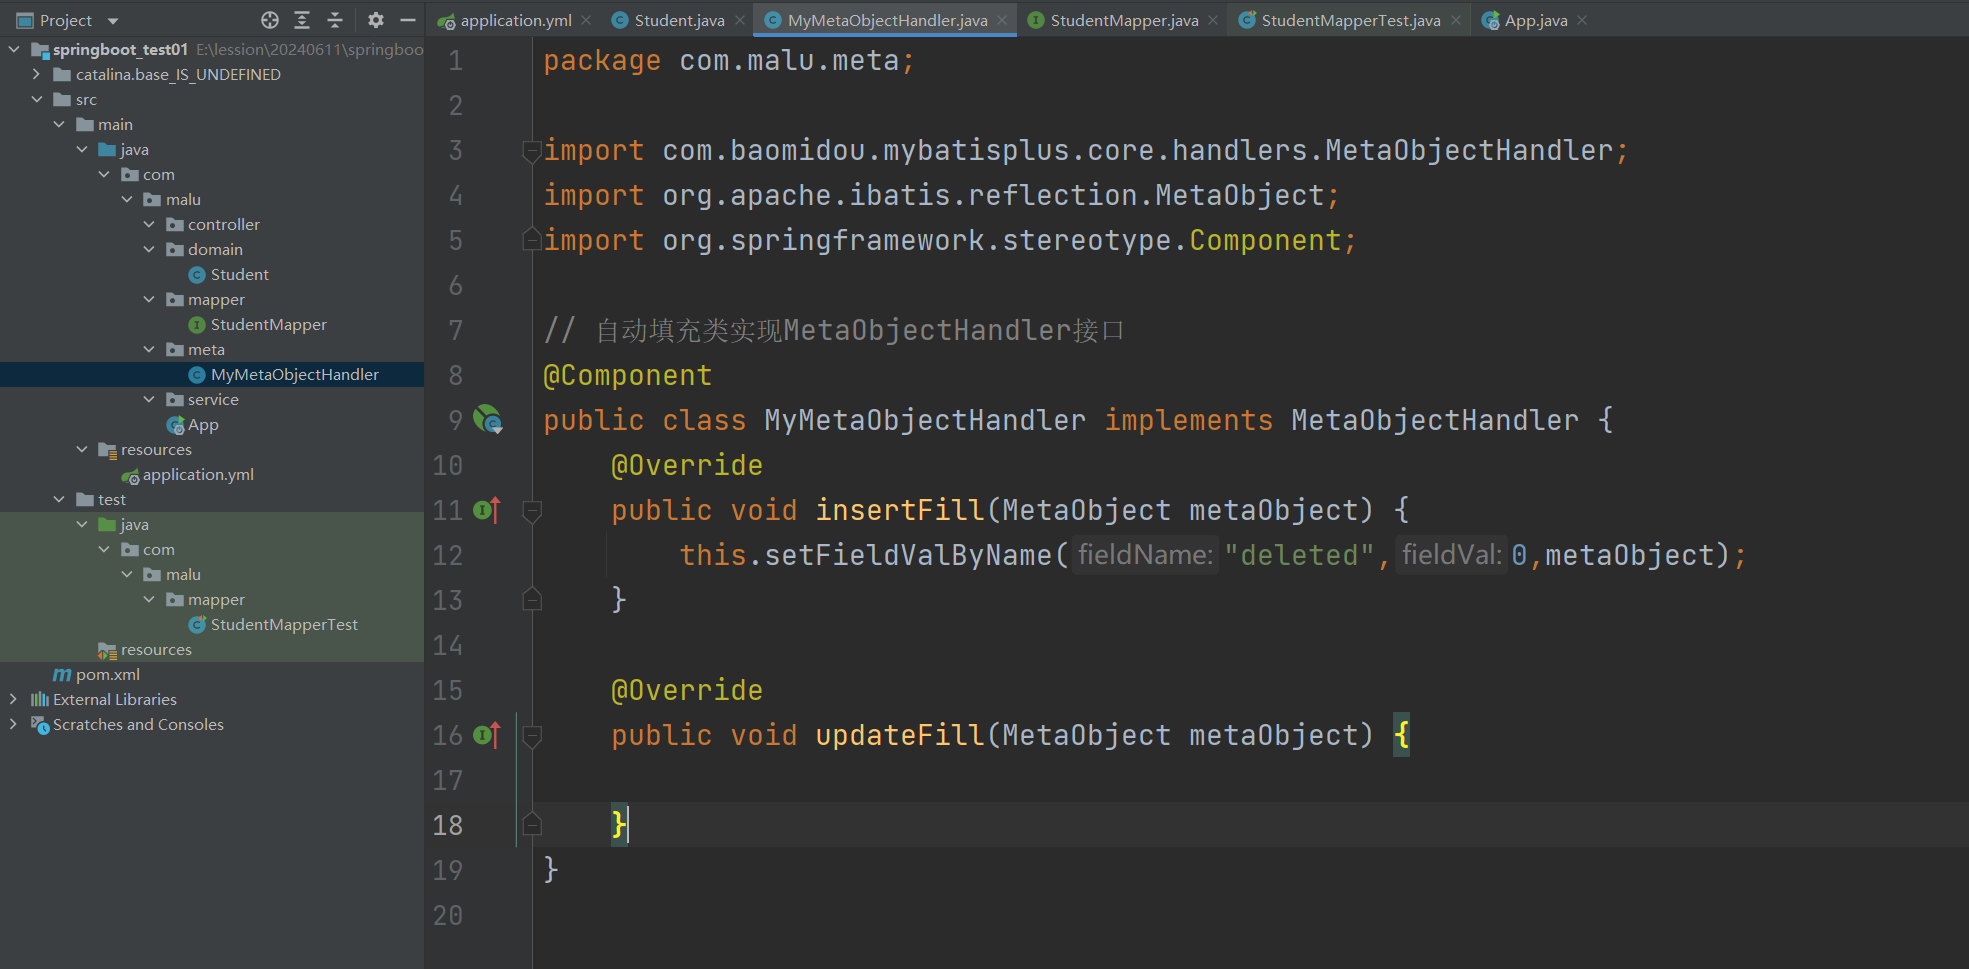 Project
springboot_test01 E:\lession\20240611\springboo
catalina.base_IS_UNDEFINED
src
main
java
com
malu
controller
domain
Student
mapper
StudentMapper
meta
MyMetaObjectHandler
service
App
resources
application.yml
test
java
com
malu
mapper
StudentMapperTest
resources
pom.xml
External Libraries
Scratches and Consoles
application.yml Student.java MyMetaObjectHandler.java StudentMapper.java StudentMapperTest.java App.java
1 package com.malu.meta;
2
3 import com.baomidou.mybatisplus.core.handlers.MetaObjectHandler;
4 import org.apache.ibatis.reflection.MetaObject;
5 import org.springframework.stereotype.Component;
6
7 // 自动填充类实现MetaObjectHandler接口
8 @Component
9 public class MyMetaObjectHandler implements MetaObjectHandler {
10 @Override
11 public void insertFill(MetaObject metaObject) {
12 this.setFieldValByName( fieldName: "deleted", fieldVal: 0,metaObject);
13 }
14
15 @Override
16 public void updateFill(MetaObject metaObject) {
17
18 }
19 }
20